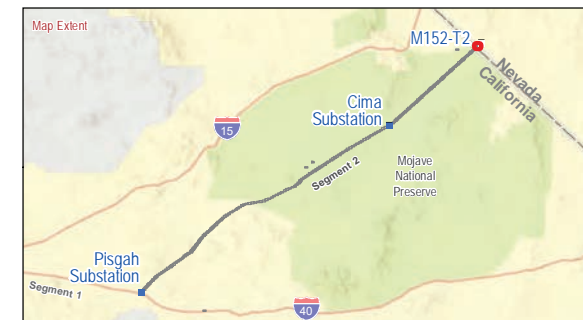 Map Extent
M152-T2
Nevada
California
Cima
Substation
15
Mojave
National
Preserve
Segment 2
Pisgah
Substation
Segment 1
40